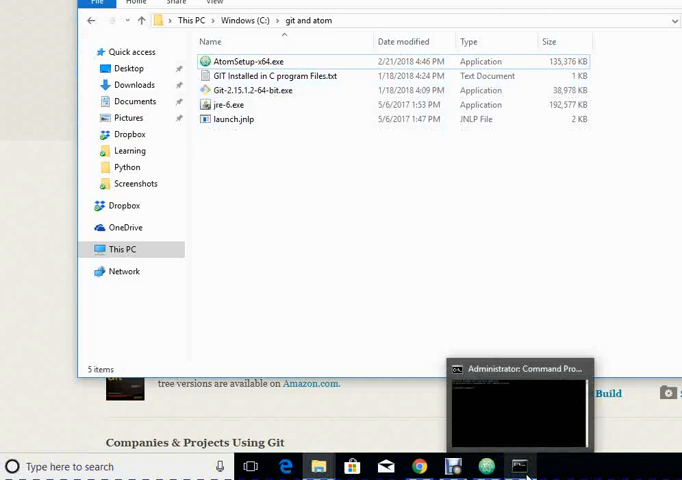 File Home Share View
This PC Windows (C:) git and atom
Name Date modified Type Size
Quick access
Desktop
Downloads
Documents
Pictures
Dropbox
Learning
Python
Screenshots
Dropbox
OneDrive
This PC
Network
AtomSetup-x64.exe 2/21/2018 4:46 PM Application 135,376 KB
GIT Installed in C program Files.txt 1/18/2018 4:24 PM Text Document 1 KB
Git-2.15.1.2-64-bit.exe 1/18/2018 4:09 PM Application 38,978 KB
jre-6.exe 5/6/2017 1:53 PM Application 192,577 KB
launch.jnlp 5/6/2017 1:47 PM JNLP File 2 KB
5 items
Administrator: Command Pro...
tree versions are available on Amazon.com.
Build
Companies & Projects Using Git
Type here to search